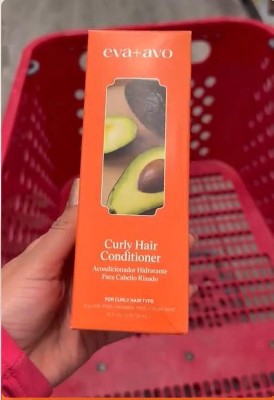 eva+avo
Curly Hair
Conditioner
Acondicionador Hidratante
Para Cabello Rizado
FOR CURLY HAIR TYPE